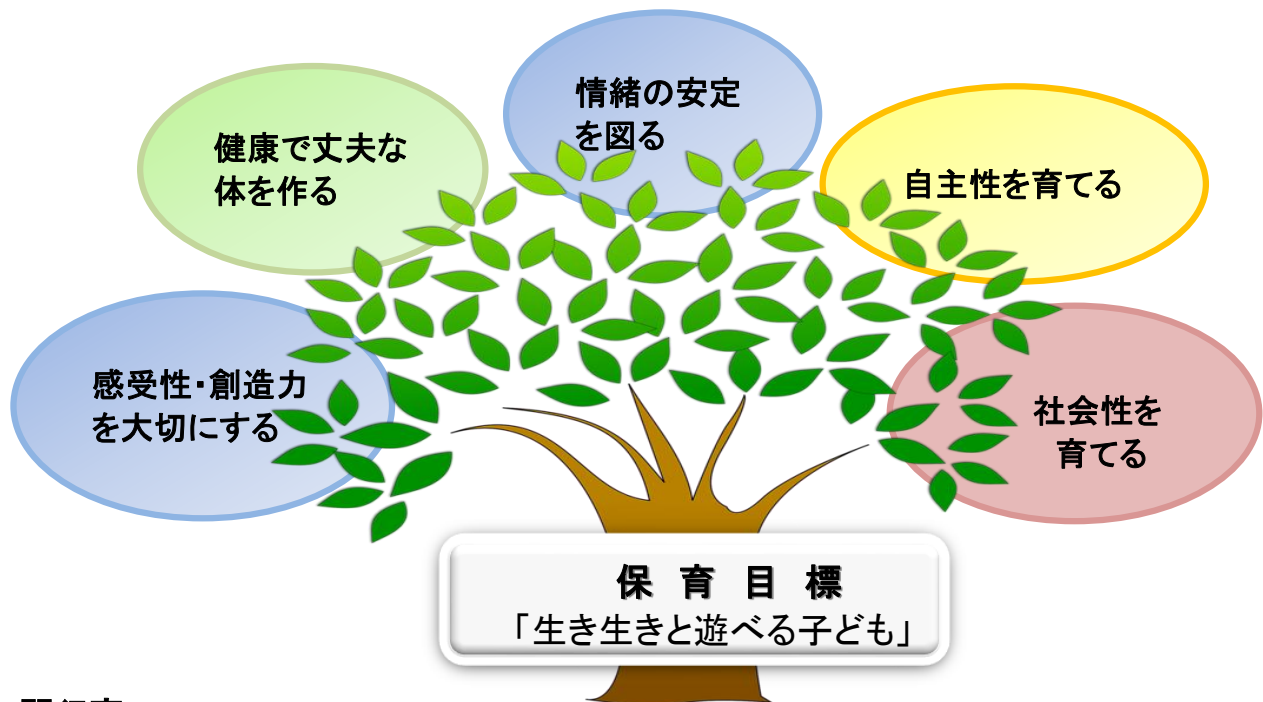 情緒の安定
を図る
健康で丈夫な
体を作る
自主性を育てる
感受性・創造力
を大切にする
社会性を
育てる
保 育 目 標
「生き生きと遊べる子ども」